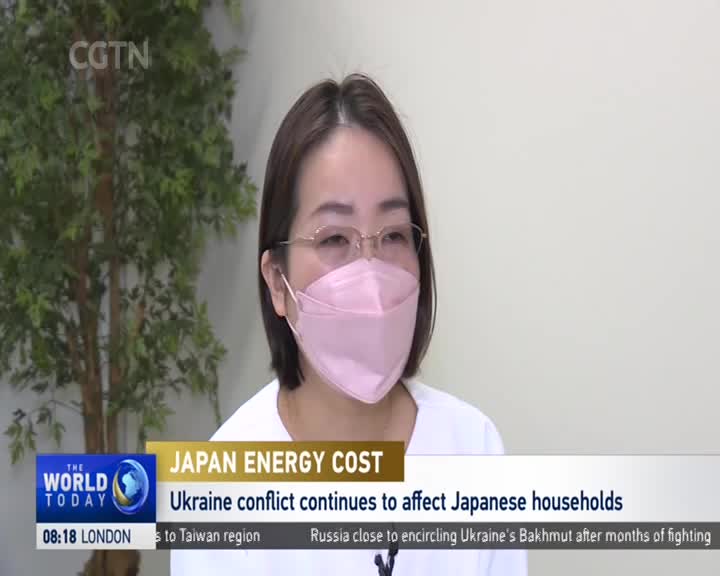 CGTN
JAPAN ENERGY COST
THE
WORLD
TODAY
Ukraine conflict continues to affect Japanese households
08:18 LONDON
s to Taiwan region Russia close to encircling Ukraine's Bakhmut after months of fighting